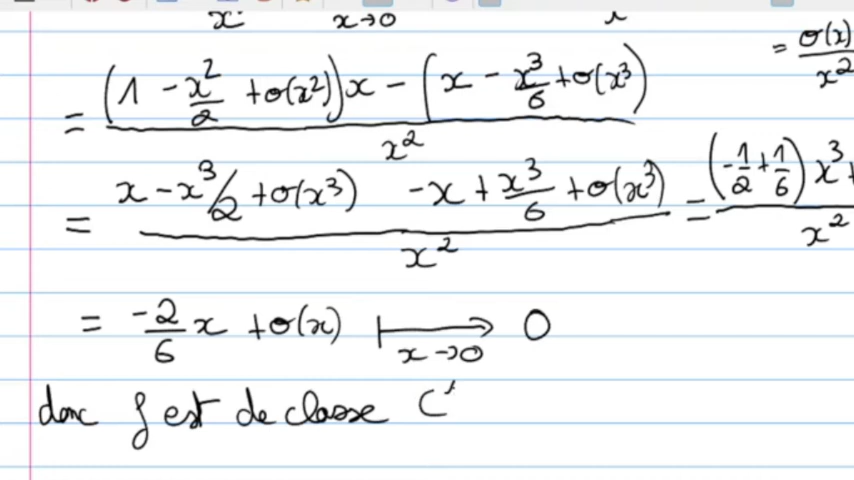 x→0
= o(x)/x²
= ((1 - x²/2 + o(x²))x - (x - x³/6 + o(x³)))/x²
= (x - x³/2 + o(x³) - x + x³/6 + o(x³))/x² = ((-1/2 + 1/6)x³ +/x²
= -2/6 x + o(x) ⟼ 0
x→0
donc f est de classe C¹